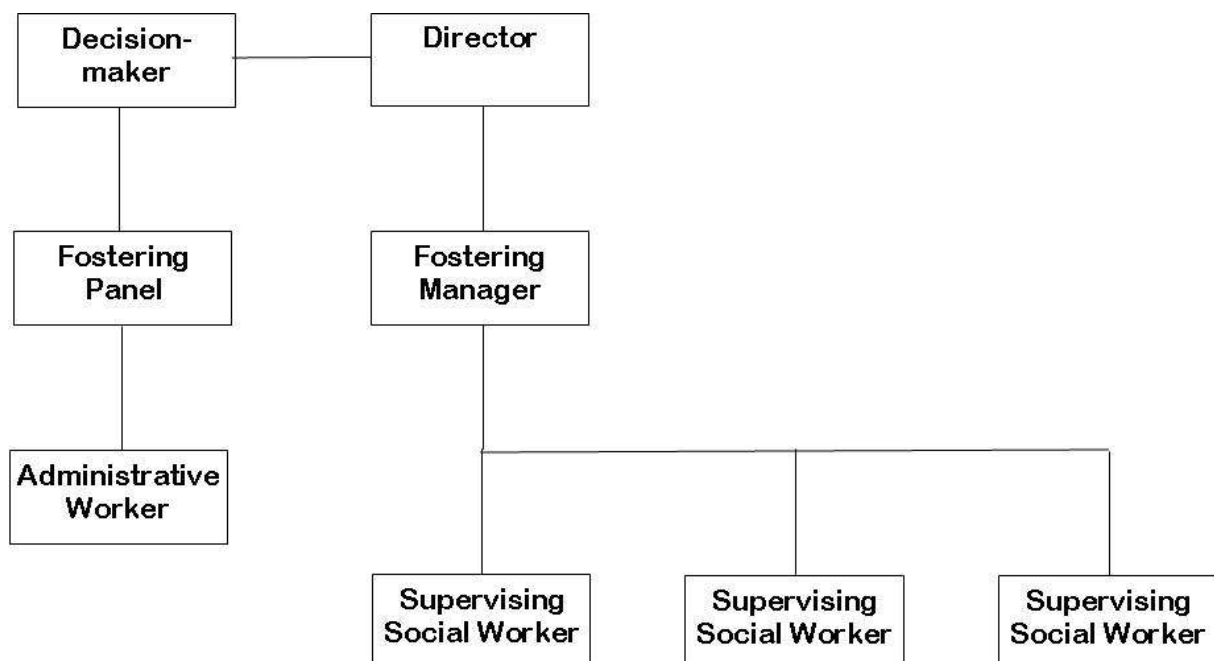 Decision-
maker
Director
Fostering
Panel
Fostering
Manager
Administrative
Worker
Supervising
Social Worker
Supervising
Social Worker
Supervising
Social Worker